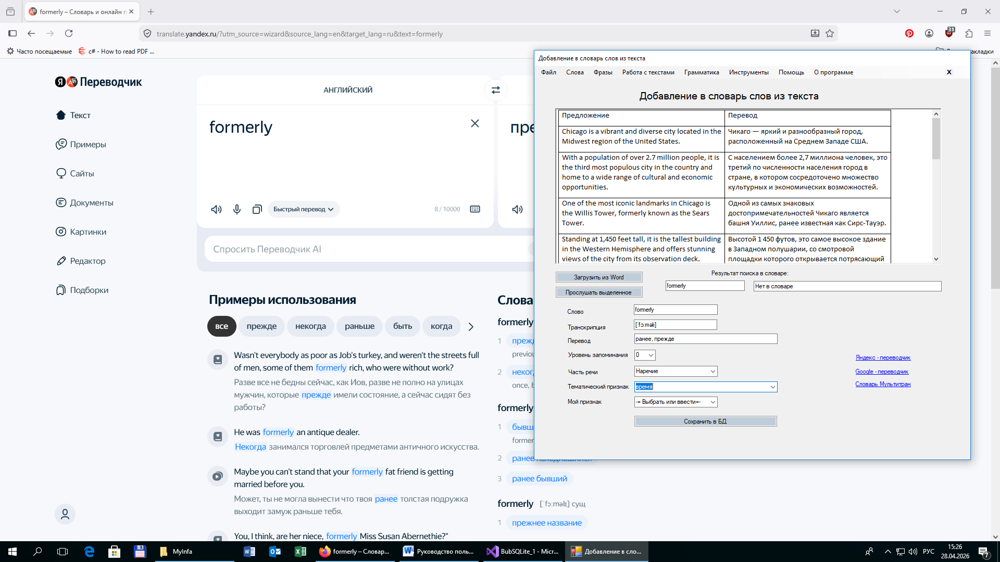 formerly – Словарь и онлайн п
translate.yandex.ru/?utm_source=wizard&source_lang=en&target_lang=ru&text=formerly
31
Часто посещаемые
c# - How to read PDF ...
акладки
Переводчик
Текст
Примеры
Сайты
Документы
Картинки
Редактор
Подборки
АНГЛИЙСКИЙ
formerly
пре
Быстрый перевод
8 / 10000
Спросить Переводчик AI
Примеры использования
все
прежде
некогда
раньше
быть
когда
Wasn't everybody as poor as Job's turkey, and weren't the streets full
of men, some of them formerly rich, who were without work?
Разве все не бедны сейчас, как Иов, разве не полно на улицах
мужчин, которые прежде имели состояние, а сейчас сидят без
работы?
He was formerly an antique dealer.
Некогда занимался торговлей предметами античного искусства.
Maybe you can't stand that your formerly fat friend is getting
married before you.
Может, ты не могла вынести что твоя ранее толстая подружка
выходит замуж раньше тебя.
You, I think, are her niece, formerly Miss Susan Abernethie?"
Слова
formerly
1 прежд
previou
2 некогд
once, b
formerly
1 бывш
former
2 ранее находившийся
3 ранее бывший
formerly [ˈfɔːməlɪ] сущ
1 прежнее название
Добавление в словарь слов из текста
Файл
Слова
Фразы
Работа с текстами
Грамматика
Инструменты
Помощь
О программе
X
Добавление в словарь слов из текста
Предложение
Перевод
Chicago is a vibrant and diverse city located in the
Midwest region of the United States.
Чикаго — яркий и разнообразный город,
расположенный на Среднем Западе США.
With a population of over 2.7 million people, it is
the third most populous city in the country and
home to a wide range of cultural and economic
opportunities.
С населением более 2,7 миллиона человек, это
третий по численности населения город в
стране, в котором сосредоточено множество
культурных и экономических возможностей.
One of the most iconic landmarks in Chicago is
the Willis Tower, formerly known as the Sears
Tower.
Одной из самых знаковых
достопримечательностей Чикаго является
башня Уиллис, ранее известная как Сирс-Тауэр.
Standing at 1,450 feet tall, it is the tallest building
in the Western Hemisphere and offers stunning
views of the city from its observation deck.
Высотой 1 450 футов, это самое высокое здание
в Западном полушарии, со смотровой
площадки которого открывается потрясающий
Загрузить из Word
Прослушать выделенное
Результат поиска в словаре:
formerly
Нет в словаре
Слово
formerly
Транскрипция
[ˈfɔːməlɪ]
Перевод
ранее, прежде
Уровень запоминания
0
Часть речи
Наречие
Тематический признак
время
Мой признак
-= Выбрать или ввести=-
Сохранить в БД
Яндекс - переводчик
Google - переводчик
Словарь Мультитран
MyInfa
formerly – Словар...
Руководство поль...
BubSQLite_1 - Micr...
Добавление в сло...
РУС
15:26
28.04.2026
7